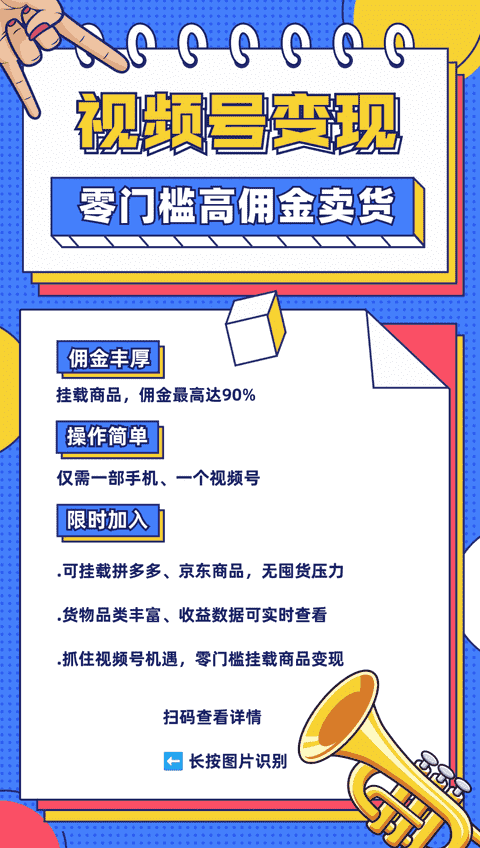 视频号变现
零门槛高佣金卖货
佣金丰厚
挂载商品，佣金最高达90%
操作简单
仅需一部手机、一个视频号
限时加入
.可挂载拼多多、京东商品，无囤货压力
.货物品类丰富、收益数据可实时查看
.抓住视频号机遇，零门槛挂载商品变现
扫码查看详情
⬅️ 长按图片识别